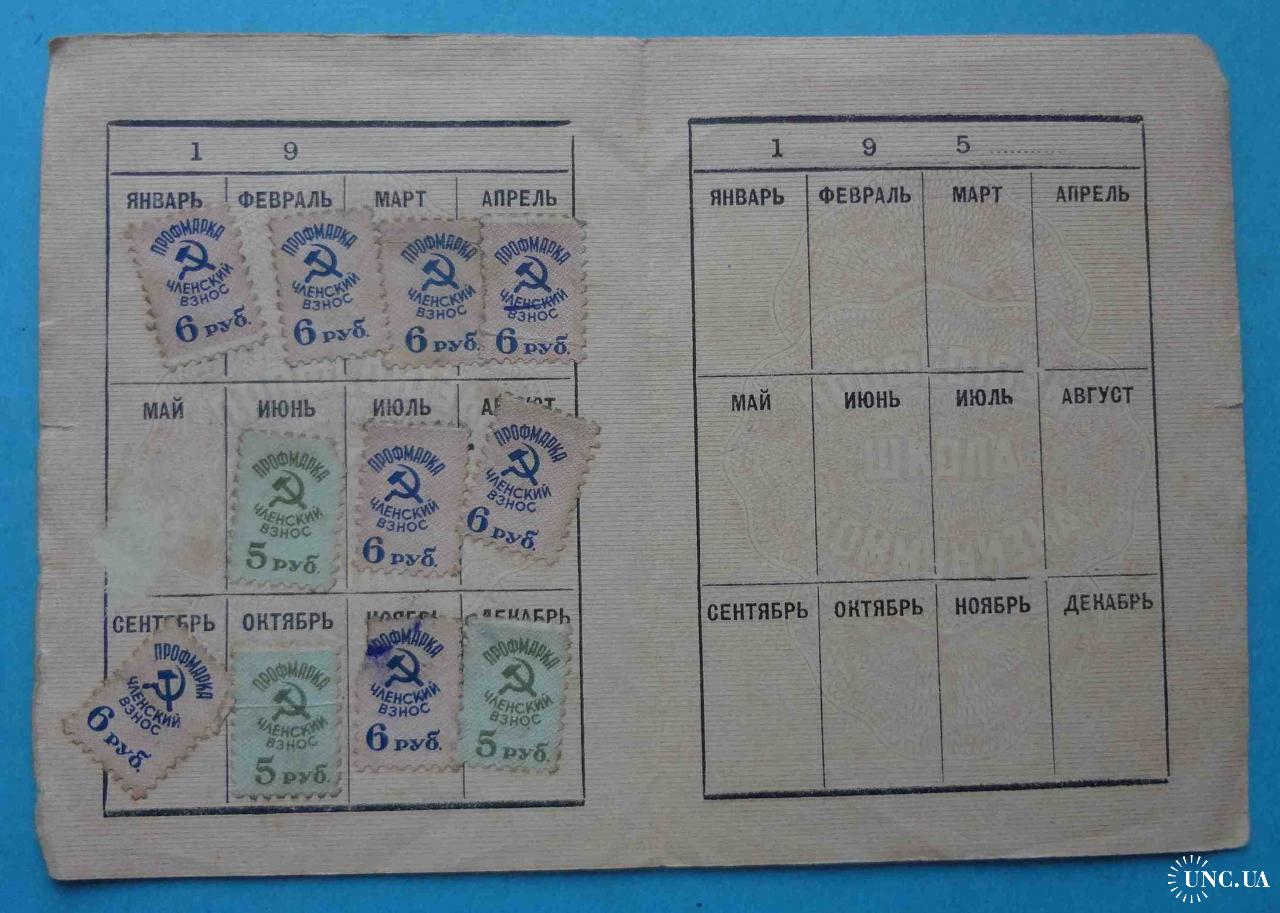 1 9
ЯНВАРЬ ФЕВРАЛЬ МАРТ АПРЕЛЬ
ПРОФМАРКА
ЧЛЕНСКИЙ
ВЗНОС
6 руб.
ПРОФМАРКА
ЧЛЕНСКИЙ
ВЗНОС
6 руб.
ПРОФМАРКА
ЧЛЕНСКИЙ
ВЗНОС
6 руб.
ПРОФМАРКА
ЧЛЕНСКИЙ
ВЗНОС
6 руб.
МАЙ ИЮНЬ ИЮЛЬ АВГУСТ
ПРОФМАРКА
ЧЛЕНСКИЙ
ВЗНОС
5 руб.
ПРОФМАРКА
ЧЛЕНСКИЙ
ВЗНОС
6 руб.
ПРОФМАРКА
ЧЛЕНСКИЙ
ВЗНОС
6 руб.
СЕНТЯБРЬ ОКТЯБРЬ НОЯБРЬ ДЕКАБРЬ
ПРОФМАРКА
ЧЛЕНСКИЙ
ВЗНОС
6 руб.
ПРОФМАРКА
ЧЛЕНСКИЙ
ВЗНОС
5 руб.
ПРОФМАРКА
ЧЛЕНСКИЙ
ВЗНОС
6 руб.
ПРОФМАРКА
ЧЛЕНСКИЙ
ВЗНОС
5 руб.
1 9 5
ЯНВАРЬ ФЕВРАЛЬ МАРТ АПРЕЛЬ
МАЙ ИЮНЬ ИЮЛЬ АВГУСТ
СЕНТЯБРЬ ОКТЯБРЬ НОЯБРЬ ДЕКАБРЬ
UNC.UA